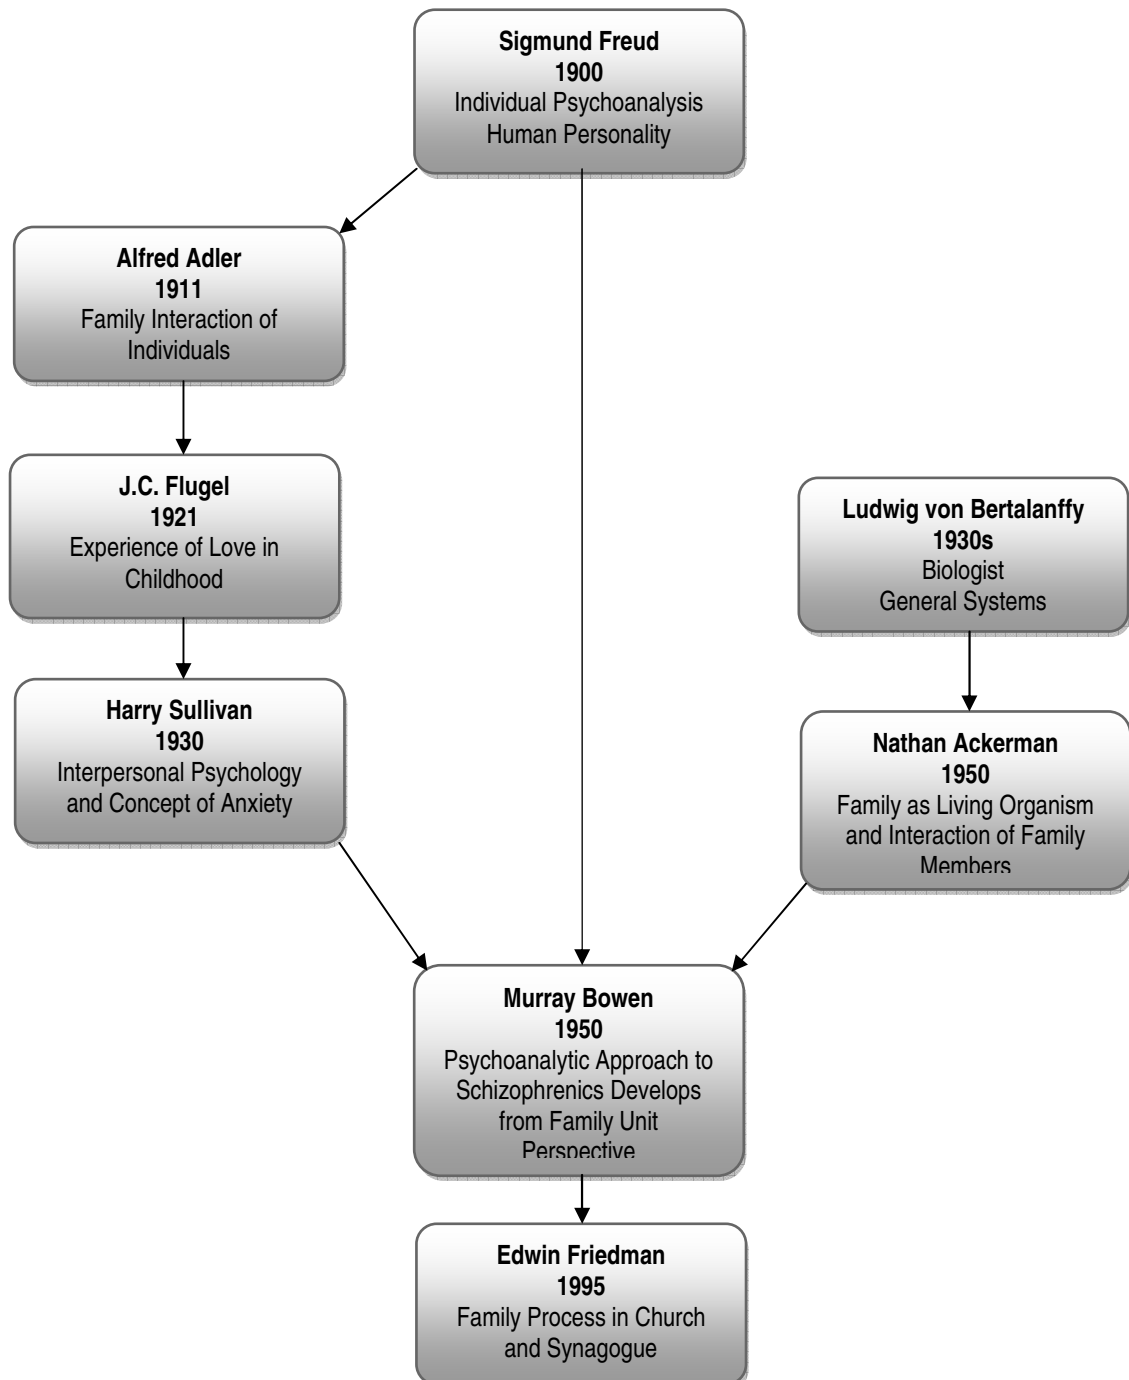 Sigmund Freud
1900
Individual Psychoanalysis
Human Personality
Alfred Adler
1911
Family Interaction of
Individuals
J.C. Flugel
1921
Experience of Love in
Childhood
Harry Sullivan
1930
Interpersonal Psychology
and Concept of Anxiety
Ludwig von Bertalanffy
1930s
Biologist
General Systems
Nathan Ackerman
1950
Family as Living Organism
and Interaction of Family
Members
Murray Bowen
1950
Psychoanalytic Approach to
Schizophrenics Develops
from Family Unit
Perspective
Edwin Friedman
1995
Family Process in Church
and Synagogue